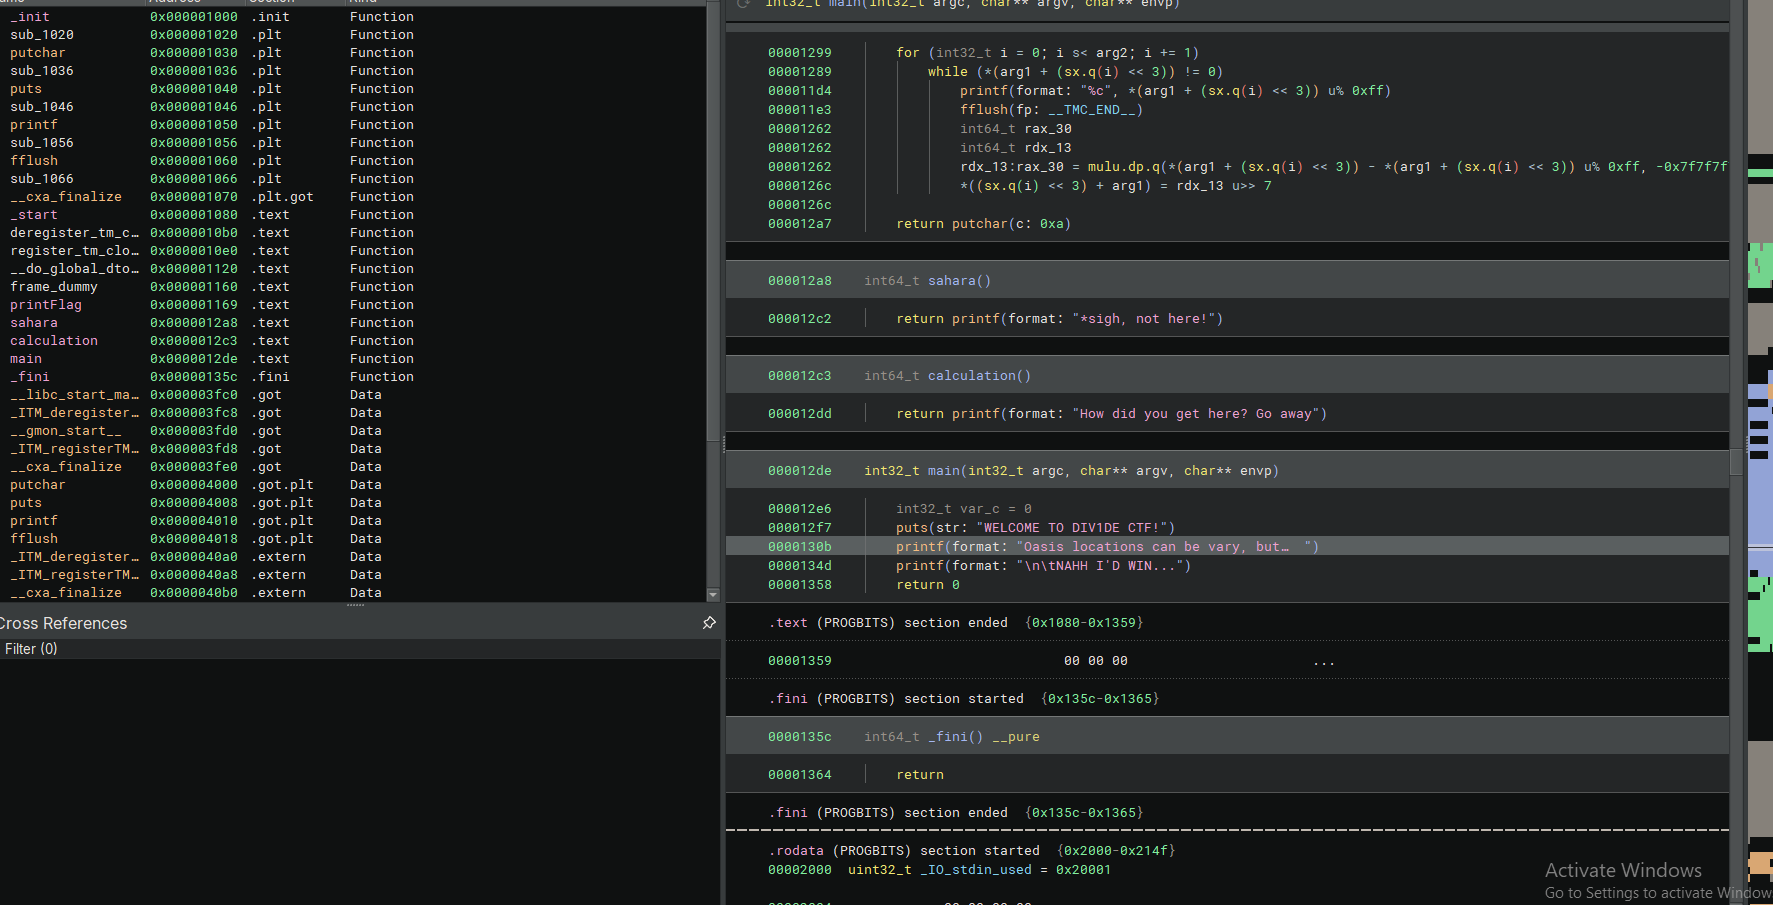 int32_t main(int32_t argc, char** argv, char** envp)
_init 0x000001000 .init Function
sub_1020 0x000001020 .plt Function
putchar 0x000001030 .plt Function
sub_1036 0x000001036 .plt Function
puts 0x000001040 .plt Function
sub_1046 0x000001046 .plt Function
printf 0x000001050 .plt Function
sub_1056 0x000001056 .plt Function
fflush 0x000001060 .plt Function
sub_1066 0x000001066 .plt Function
__cxa_finalize 0x000001070 .plt.got Function
_start 0x000001080 .text Function
deregister_tm_c… 0x0000010b0 .text Function
register_tm_clo… 0x0000010e0 .text Function
__do_global_dto… 0x000001120 .text Function
frame_dummy 0x000001160 .text Function
printFlag 0x000001169 .text Function
sahara 0x0000012a8 .text Function
calculation 0x0000012c3 .text Function
main 0x0000012de .text Function
_fini 0x00000135c .fini Function
__libc_start_ma… 0x000003fc0 .got Data
_ITM_deregister… 0x000003fc8 .got Data
__gmon_start__ 0x000003fd0 .got Data
_ITM_registerTM… 0x000003fd8 .got Data
__cxa_finalize 0x000003fe0 .got Data
putchar 0x000004000 .got.plt Data
puts 0x000004008 .got.plt Data
printf 0x000004010 .got.plt Data
fflush 0x000004018 .got.plt Data
_ITM_deregister… 0x0000040a0 .extern Data
_ITM_registerTM… 0x0000040a8 .extern Data
__cxa_finalize 0x0000040b0 .extern Data
Cross References
Filter (0)
00001299 for (int32_t i = 0; i s< arg2; i += 1)
00001289 while (*(arg1 + (sx.q(i) << 3)) != 0)
000011d4 printf(format: "%c", *(arg1 + (sx.q(i) << 3)) u% 0xff)
000011e3 fflush(fp: __TMC_END__)
00001262 int64_t rax_30
00001262 int64_t rdx_13
00001262 rdx_13:rax_30 = mulu.dp.q(*(arg1 + (sx.q(i) << 3)) - *(arg1 + (sx.q(i) << 3)) u% 0xff, -0x7f7f7f
0000126c *((sx.q(i) << 3) + arg1) = rdx_13 u>> 7
0000126c
000012a7 return putchar(c: 0xa)
000012a8 int64_t sahara()
000012c2 return printf(format: "*sigh, not here!")
000012c3 int64_t calculation()
000012dd return printf(format: "How did you get here? Go away")
000012de int32_t main(int32_t argc, char** argv, char** envp)
000012e6 int32_t var_c = 0
000012f7 puts(str: "WELCOME TO DIV1DE CTF!")
0000130b printf(format: "Oasis locations can be vary, but… ")
0000134d printf(format: "\n\tNAHH I'D WIN...")
00001358 return 0
.text (PROGBITS) section ended {0x1080-0x1359}
00001359 00 00 00 ...
.fini (PROGBITS) section started {0x135c-0x1365}
0000135c int64_t _fini() __pure
00001364 return
.fini (PROGBITS) section ended {0x135c-0x1365}
.rodata (PROGBITS) section started {0x2000-0x214f}
00002000 uint32_t _IO_stdin_used = 0x20001
Activate Windows
Go to Settings to activate Windows